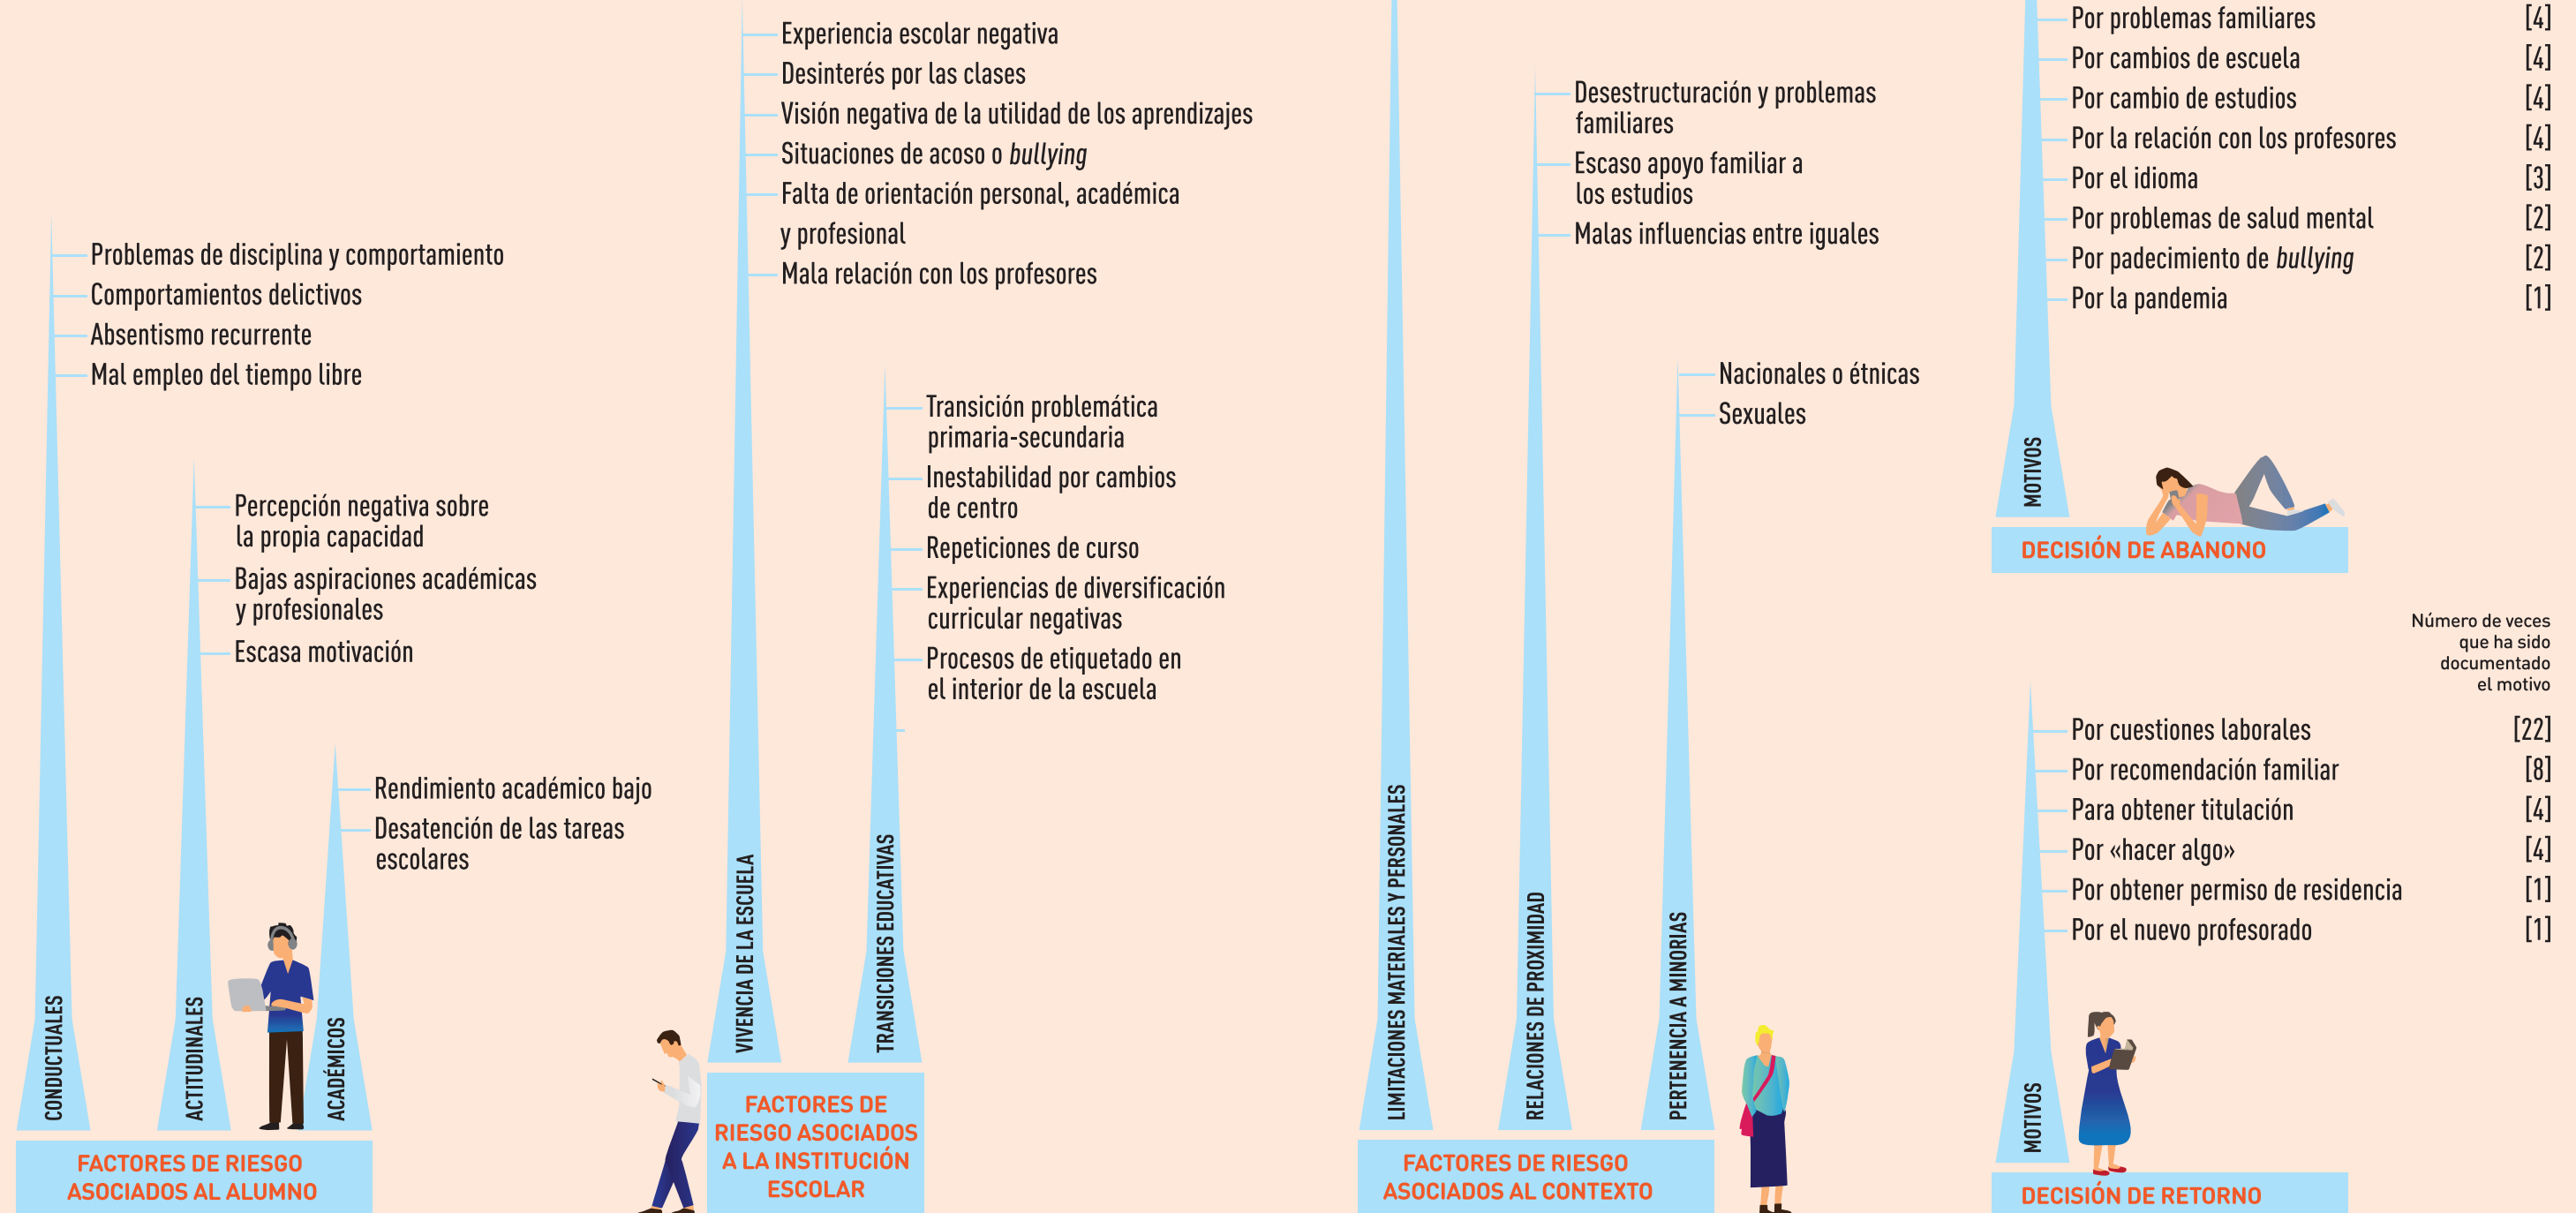 Problemas de disciplina y comportamiento
Comportamientos delictivos
Absentismo recurrente
Mal empleo del tiempo libre
CONDUCTUALES
Percepción negativa sobre
la propia capacidad
Bajas aspiraciones académicas
y profesionales
Escasa motivación
ACTITUDINALES
Rendimiento académico bajo
Desatención de las tareas
escolares
ACADÉMICOS
FACTORES DE RIESGO
ASOCIADOS AL ALUMNO
Experiencia escolar negativa
Desinterés por las clases
Visión negativa de la utilidad de los aprendizajes
Situaciones de acoso o bullying
Falta de orientación personal, académica
y profesional
Mala relación con los profesores
VIVENCIA DE LA ESCUELA
Transición problemática
primaria-secundaria
Inestabilidad por cambios
de centro
Repeticiones de curso
Experiencias de diversificación
curricular negativas
Procesos de etiquetado en
el interior de la escuela
TRANSICIONES EDUCATIVAS
FACTORES DE
RIESGO ASOCIADOS
A LA INSTITUCIÓN
ESCOLAR
LIMITACIONES MATERIALES Y PERSONALES
Desestructuración y problemas
familiares
Escaso apoyo familiar a
los estudios
Malas influencias entre iguales
RELACIONES DE PROXIMIDAD
Nacionales o étnicas
Sexuales
PERTENENCIA A MINORIAS
FACTORES DE RIESGO
ASOCIADOS AL CONTEXTO
Por problemas familiares [4]
Por cambios de escuela [4]
Por cambio de estudios [4]
Por la relación con los profesores [4]
Por el idioma [3]
Por problemas de salud mental [2]
Por padecimiento de bullying [2]
Por la pandemia [1]
MOTIVOS
DECISIÓN DE ABANONO
Número de veces
que ha sido
documentado
el motivo
Por cuestiones laborales [22]
Por recomendación familiar [8]
Para obtener titulación [4]
Por «hacer algo» [4]
Por obtener permiso de residencia [1]
Por el nuevo profesorado [1]
MOTIVOS
DECISIÓN DE RETORNO